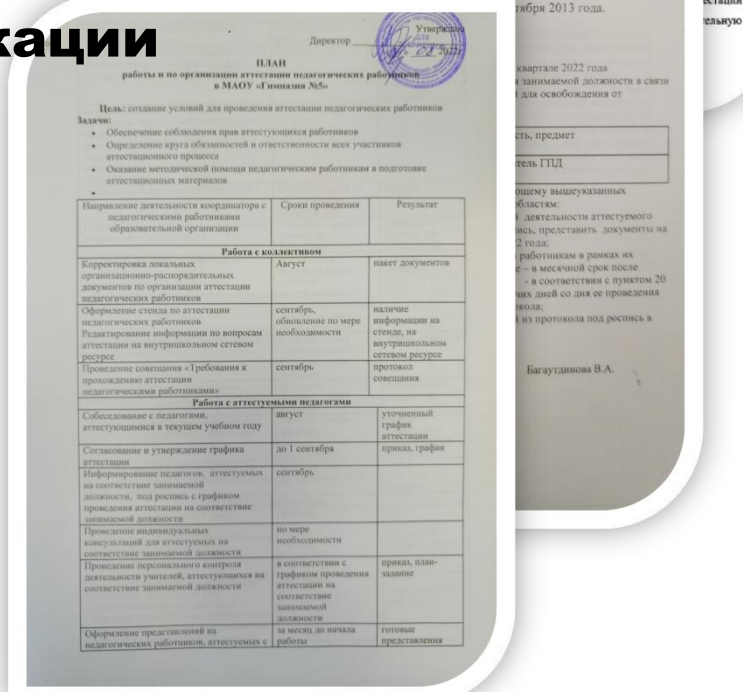 кации
Утверждаю
Директор
2022г
ПЛАН
работы и по организации аттестации педагогических работников
в МАОУ «Гимназия №5»
Цель: создание условий для проведения аттестации педагогических работников
Задачи:
• Обеспечение соблюдения прав аттестующихся работников
• Определение круга обязанностей и ответственности всех участников
аттестационного процесса
• Оказание методической помощи педагогическим работникам в подготовке
аттестационных материалов
•
Направление деятельности координатора с Сроки проведения Результат
педагогическими работниками
образовательной организации
Работа с коллективом
Корректировка локальных Август пакет документов
организационно-распорядительных
документов по организации аттестации
педагогических работников
Оформление стенда по аттестации сентябрь, наличие
педагогических работников обновление по мере информации на
Редактирование информации по вопросам необходимости стенде, на
аттестации на внутришкольном сетевом внутришкольном
ресурсе сетевом ресурсе
Проведение совещания «Требования к сентябрь протокол
прохождению аттестации совещания
педагогическими работниками»
Работа с аттестуемыми педагогами
Собеседование с педагогами, август уточненный
аттестующимися в текущем учебном году график
аттестации
Согласование и утверждение графика до 1 сентября приказ, график
аттестации
Информирование педагогов, аттестуемых сентябрь
на соответствие занимаемой
должности, под роспись с графиком
проведения аттестации на соответствие
занимаемой должности
Проведение индивидуальных по мере
консультаций для аттестуемых на необходимости
соответствие занимаемой должности
Проведение персонального контроля в соответствии с приказ, план-
деятельности учителей, аттестующихся на графиком проведения задание
соответствие занимаемой должности аттестации на
соответствие
занимаемой
должности
Оформление представлений на за месяц до начала готовые
педагогических работников, аттестуемых с работы представления
тября 2013 года.
квартале 2022 года
занимаемой должности в связи
для освобождения от
сть, предмет
тель ГПД
ющему вышеуказанных
областям:
деятельности аттестуемого
пись, представить документы на
2 года;
работникам в рамках их
е – в месячной срок после
- в соответствии с пунктом 20
чих дней со дня ее проведения
окола;
из протокола под роспись в
Багаутдинова В.А.
тельную